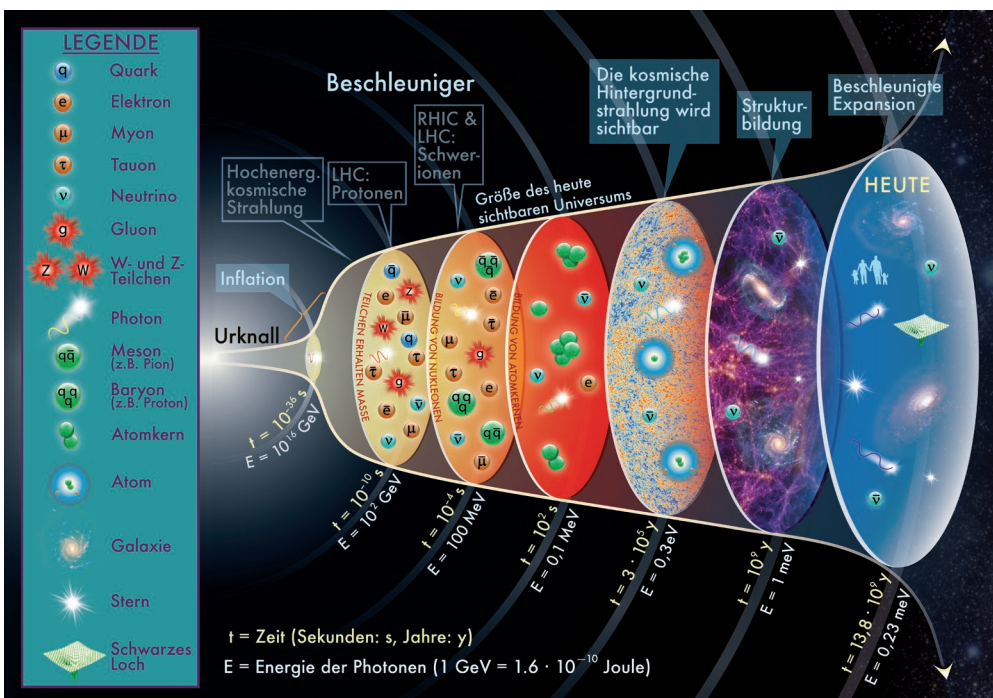 LEGENDE
q
Quark
e
Elektron
μ
Myon
τ
Tauon
ν
Neutrino
g
Gluon
Z W
W- und Z-
Teilchen
Photon
qq̄
Meson
(z.B. Pion)
qq
q
Baryon
(z.B. Proton)
Atomkern
Atom
Galaxie
Stern
Schwarzes
Loch
Beschleuniger
Hochenerg.
kosmische
Strahlung
LHC:
Protonen
RHIC &
LHC:
Schwer-
ionen
Größe des heute
sichtbaren Universums
Die kosmische
Hintergrund-
strahlung wird
sichtbar
Struktur-
bildung
Beschleunigte
Expansion
HEUTE
Inflation
Urknall
TEILCHEN ERHALTEN MASSE
BILDUNG VON NUKLEONEN
BILDUNG VON ATOMKERNEN
q̄
Z
e
μ̄
W
q
τ̄
τ
g
ē
ν̄
μ
ν
ν
q̄q̄
q̄
ē
τ̄
μ
g
τ
e
qq
q
ν̄
qq̄
μ̄
ν̄
ν
e
ν
ν̄
ν̄
ν
ν
ν̄
t = 10⁻³⁶ s
E = 10¹⁶ GeV
t = 10⁻¹⁰ s
E = 10² GeV
t = 10⁻⁴ s
E = 100 MeV
t = 10² s
E = 0,1 MeV
t = 3 · 10⁵ y
E = 0,3eV
t = 10⁹ y
E = 1 meV
t = 13,8 · 10⁹ y
E = 0,23 meV
t = Zeit (Sekunden: s, Jahre: y)
E = Energie der Photonen (1 GeV = 1.6 · 10⁻¹⁰ Joule)